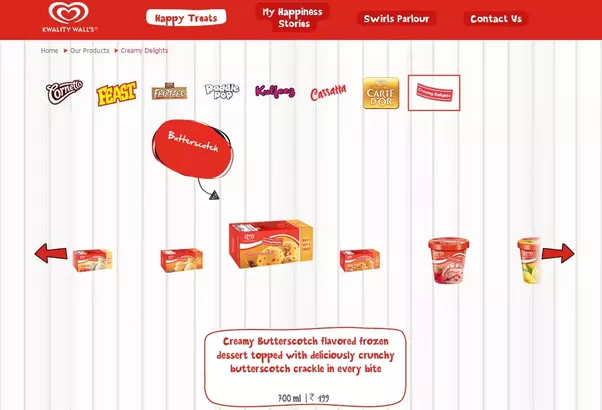 KWALITY WALL'S®
Happy Treats
My Happiness
Stories
Swirls Parlour
Contact Us
Home ▶ Our Products ▶ Creamy Delights
Cornetto
FEAST
FRUTTARE
Paddle
pop
Kulfeez
Cassatta
CARTE
D'OR
Creamy Delights
Butterscotch
Creamy Butterscotch flavored frozen
dessert topped with deliciously crunchy
butterscotch crackle in every bite
700 ml | ₹ 199